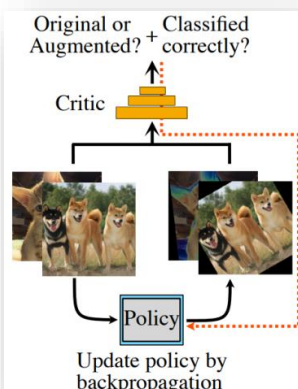 Original or + Classified
Augmented? correctly?
Critic
Policy
Update policy by
backpropagation